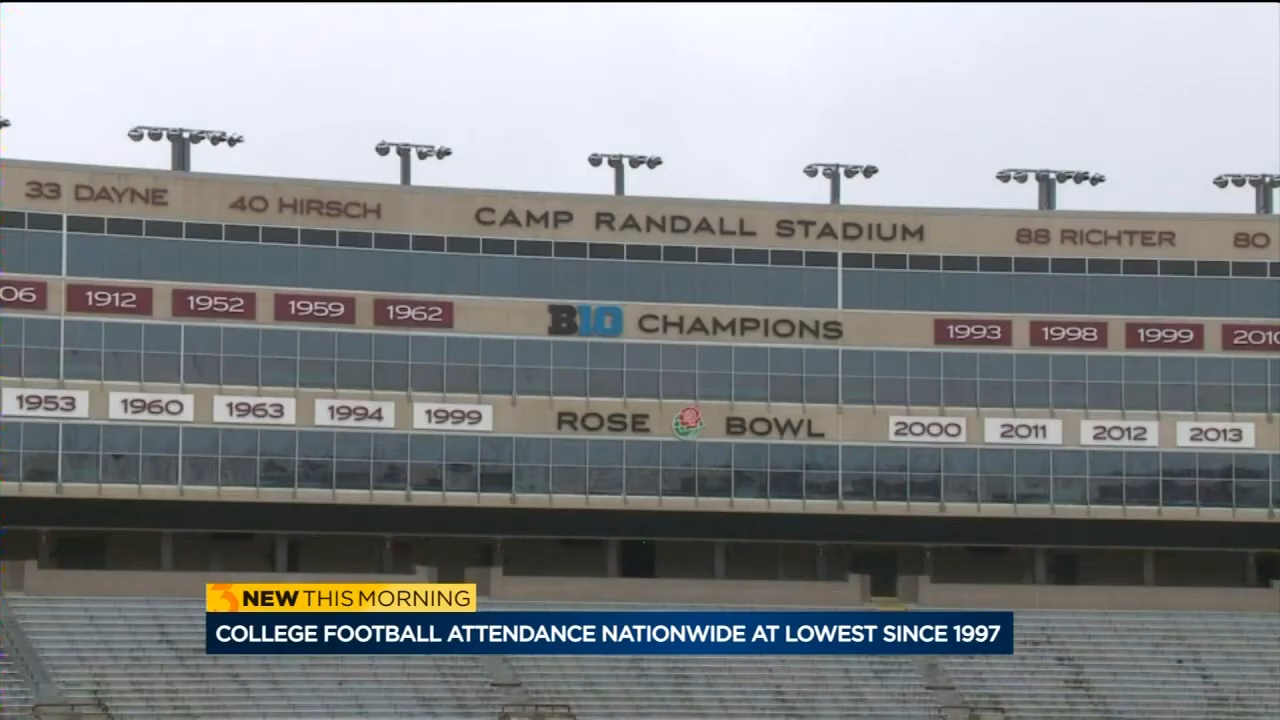 33 DAYNE 40 HIRSCH CAMP RANDALL STADIUM 88 RICHTER 80
06 1912 1952 1959 1962 B10 CHAMPIONS 1993 1998 1999 2010
1953 1960 1963 1994 1999 ROSE BOWL 2000 2011 2012 2013
3 NEW THIS MORNING
COLLEGE FOOTBALL ATTENDANCE NATIONWIDE AT LOWEST SINCE 1997